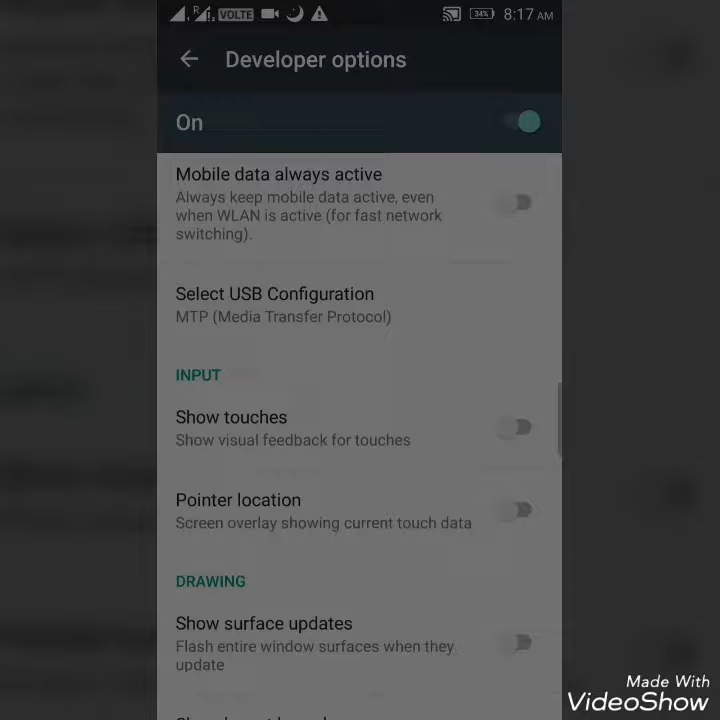 R
1 2 VOLTE 34% 8:17 AM
Developer options
On
Mobile data always active
Always keep mobile data active, even
when WLAN is active (for fast network
switching).
Select USB Configuration
MTP (Media Transfer Protocol)
INPUT
Show touches
Show visual feedback for touches
Pointer location
Screen overlay showing current touch data
DRAWING
Show surface updates
Flash entire window surfaces when they
update
Made With
VideoShow